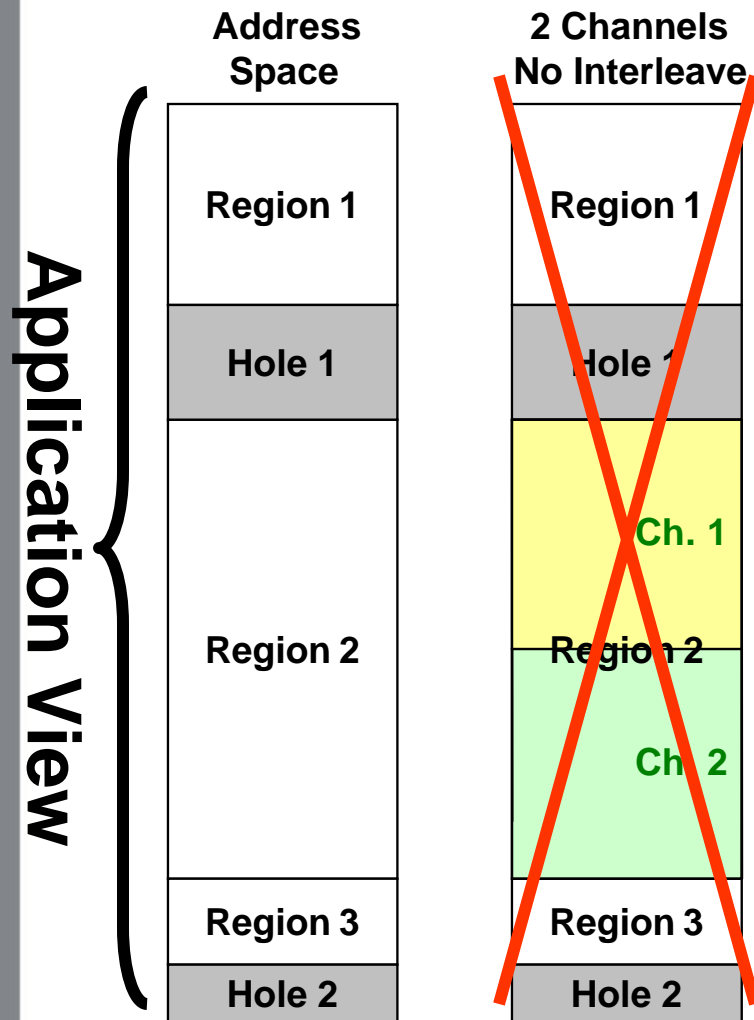 Application View
Address
Space
Region 1
Hole 1
Region 2
Region 3
Hole 2
2 Channels
No Interleave
Region 1
Hole 1
Ch. 1
Region 2
Ch. 2
Region 3
Hole 2